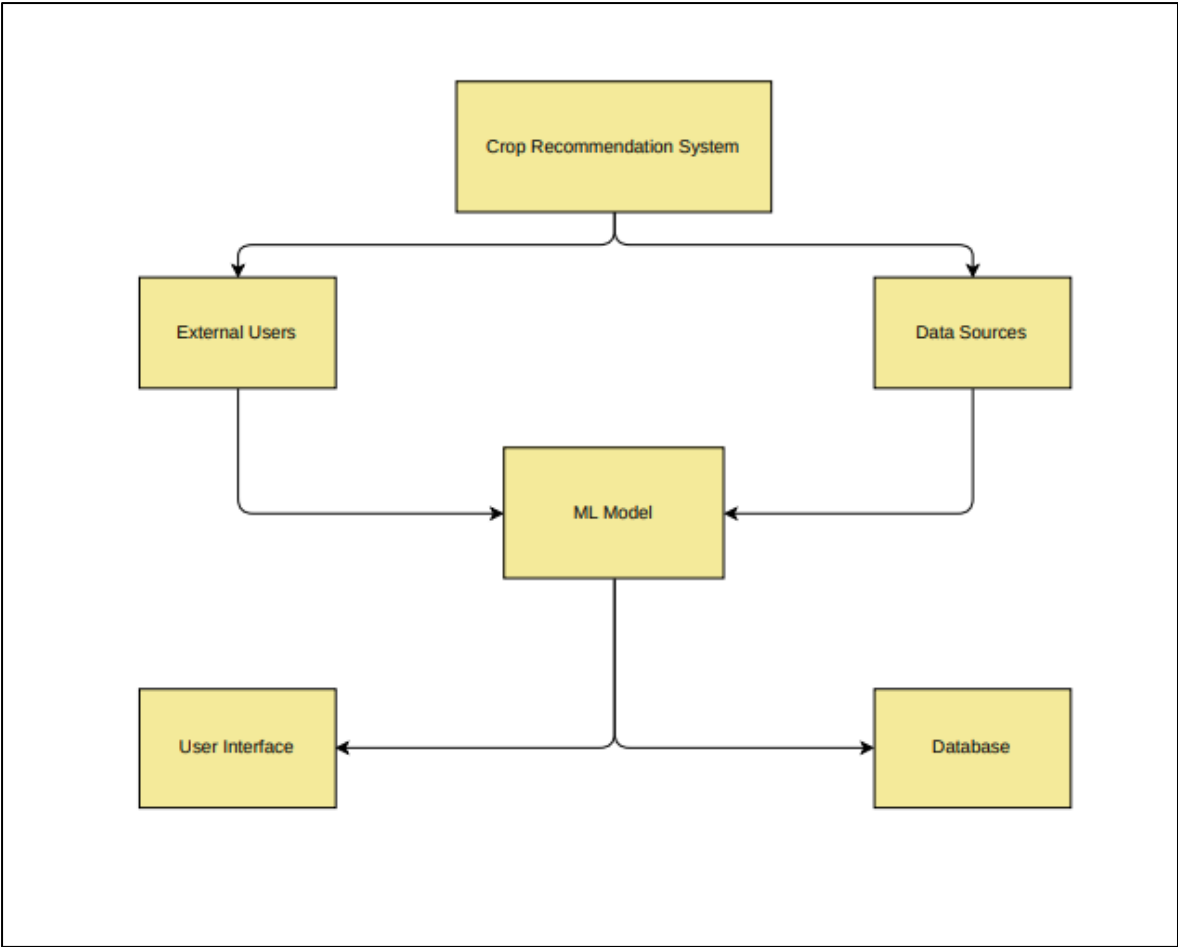 Crop Recommendation System
External Users
Data Sources
ML Model
User Interface
Database